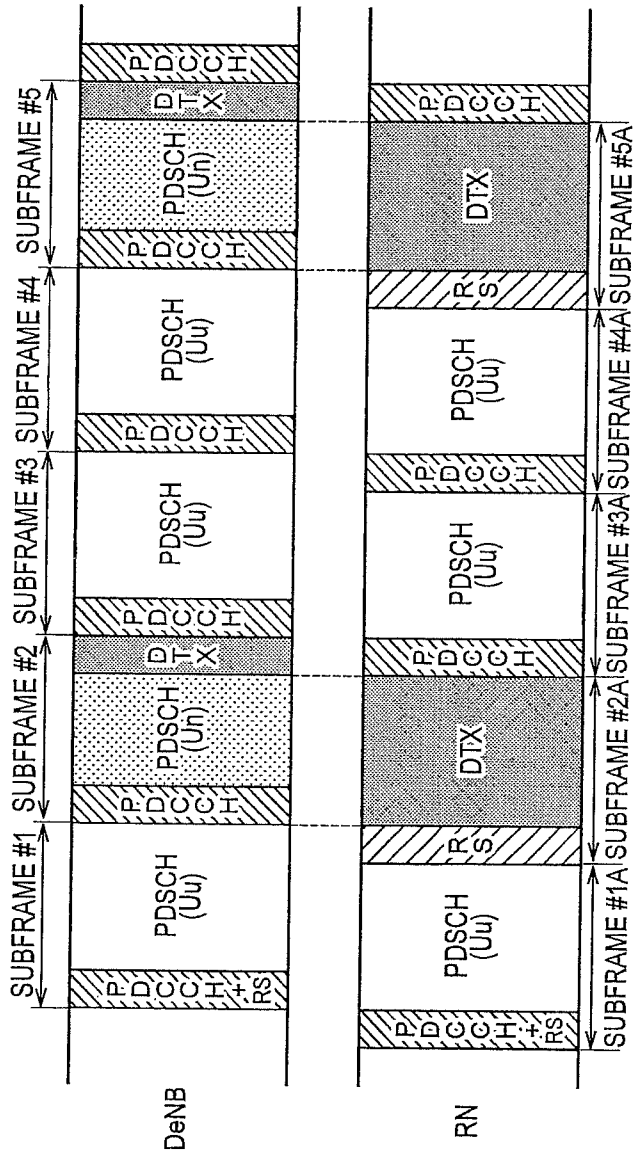 SUBFRAME #1
SUBFRAME #2
SUBFRAME #3
SUBFRAME #4
SUBFRAME #5
DeNB
PDCCH+RS
PDSCH
(Uu)
PDCCH
PDSCH
(Un)
DTX
PDCCH
PDSCH
(Uu)
PDCCH
PDSCH
(Uu)
PDCCH
PDSCH
(Un)
DTX
PDCCH
RN
PDCCH+RS
PDSCH
(Uu)
RS
DTX
PDCCH
PDSCH
(Uu)
PDCCH
PDSCH
(Uu)
RS
DTX
PDCCH
SUBFRAME #1A
SUBFRAME #2A
SUBFRAME #3A
SUBFRAME #4A
SUBFRAME #5A